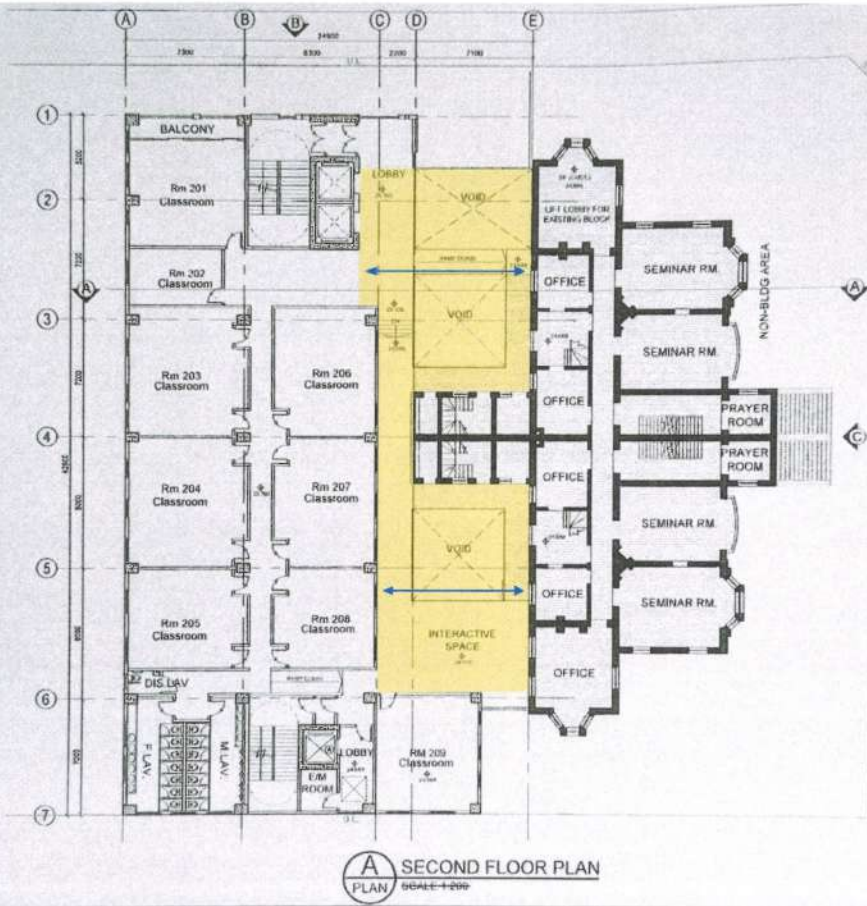 A
B
B
C
D
E
24900
7300
8300
2200
7100
1
BALCONY
Rm 201
Classroom
LOBBY
VOID
LIFT LOBBY FOR
EXISTING BLOCK
2
Rm 202
Classroom
OFFICE
SEMINAR RM.
NON-BLDG AREA
A
A
3
VOID
Rm 203
Classroom
Rm 206
Classroom
SEMINAR RM.
OFFICE
4
PRAYER
ROOM
PRAYER
ROOM
C
Rm 204
Classroom
Rm 207
Classroom
OFFICE
SEMINAR RM.
VOID
5
Rm 205
Classroom
Rm 208
Classroom
OFFICE
SEMINAR RM.
INTERACTIVE
SPACE
OFFICE
DIS.LAV
6
F LAV.
M LAV.
LOBBY
E/M
ROOM
RM 209
Classroom
7
A
PLAN
SECOND FLOOR PLAN
SCALE 1:200